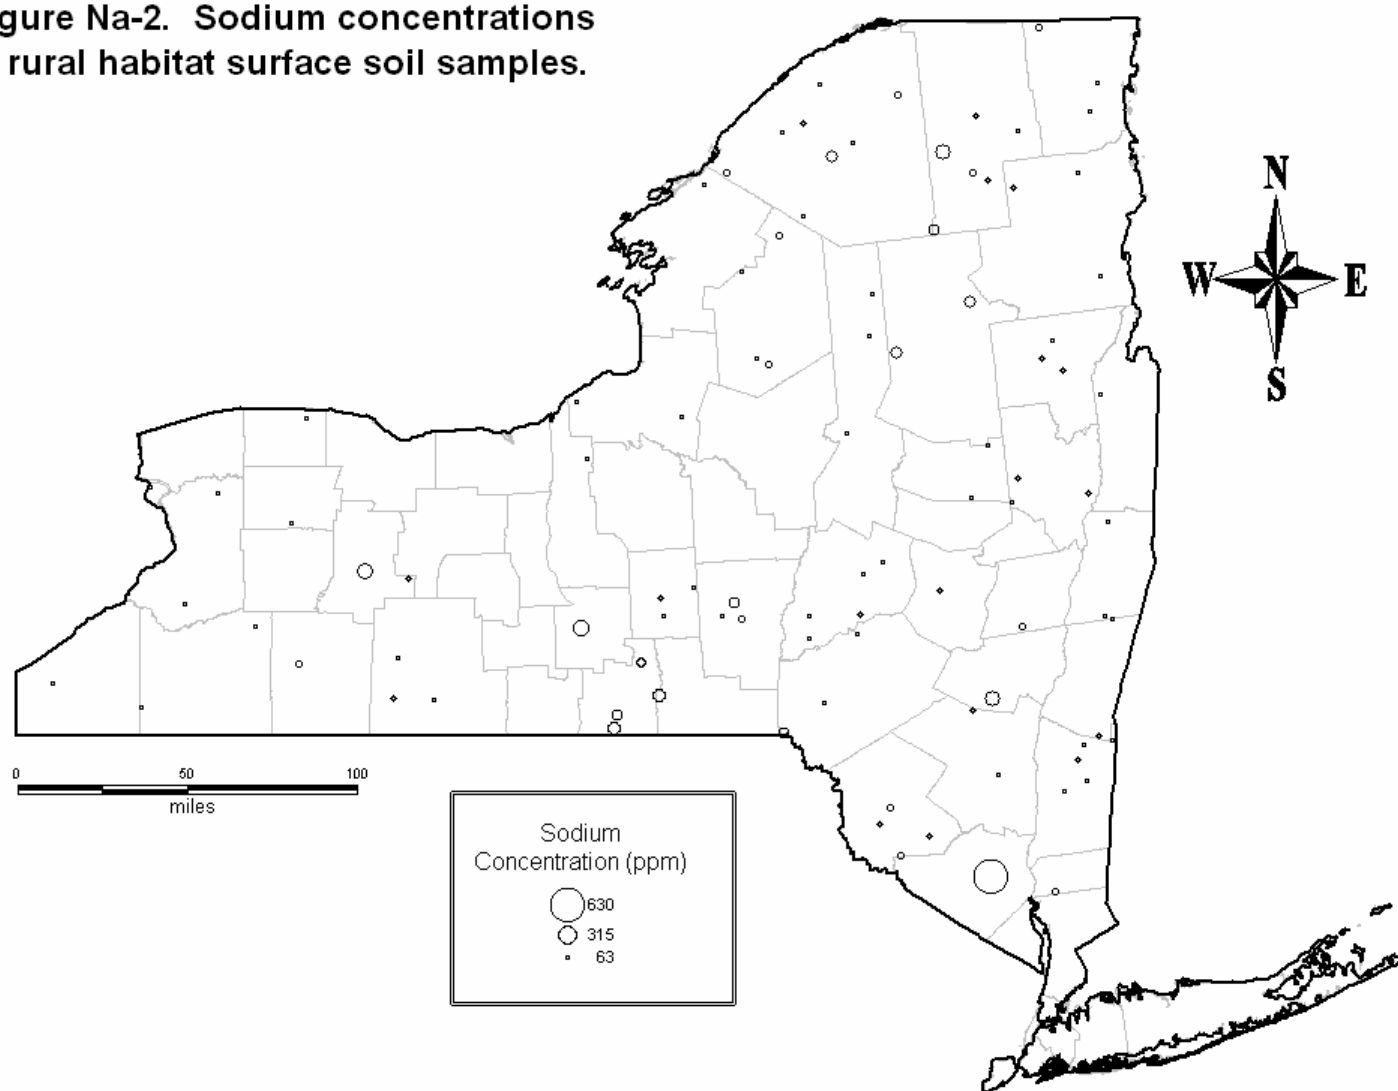 gure Na-2. Sodium concentrations
rural habitat surface soil samples.
N
W
E
S
0 50 100
miles
Sodium
Concentration (ppm)
630
315
63